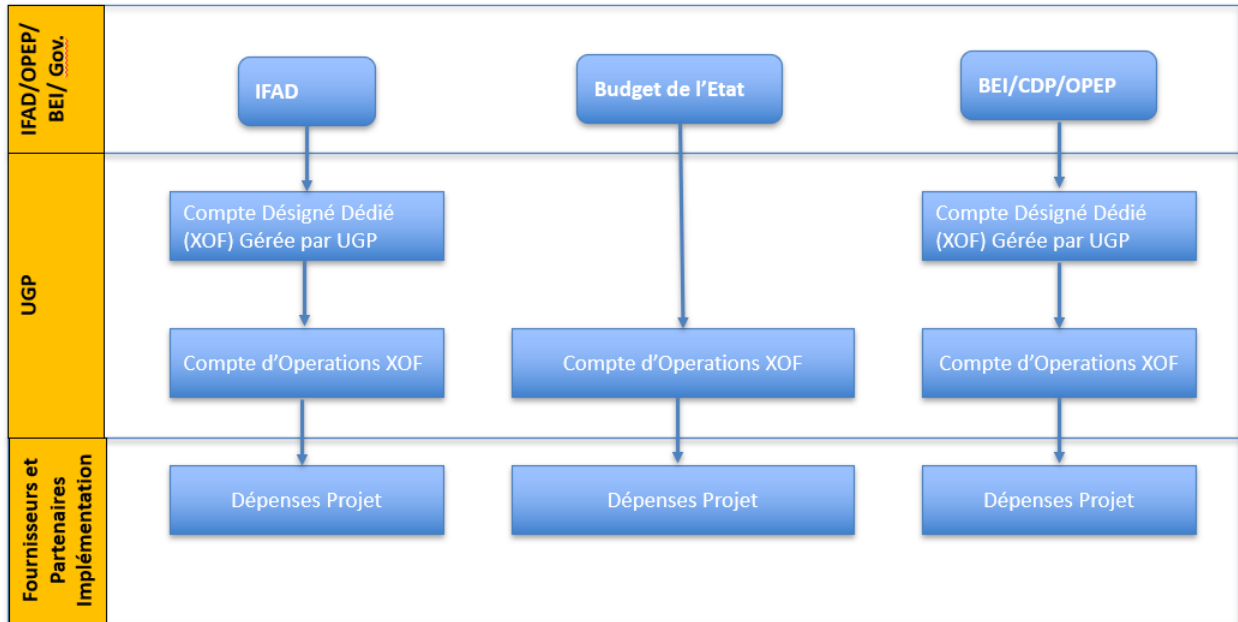 IFAD/OPEP/
BEI/ Gov.
IFAD
Budget de l’Etat
BEI/CDP/OPEP
UGP
Compte Désigné Dédié
(XOF) Gérée par UGP
Compte Désigné Dédié
(XOF) Gérée par UGP
Compte d’Operations XOF
Compte d’Operations XOF
Compte d’Operations XOF
Fournisseurs et
Partenaires
Implémentation
Dépenses Projet
Dépenses Projet
Dépenses Projet